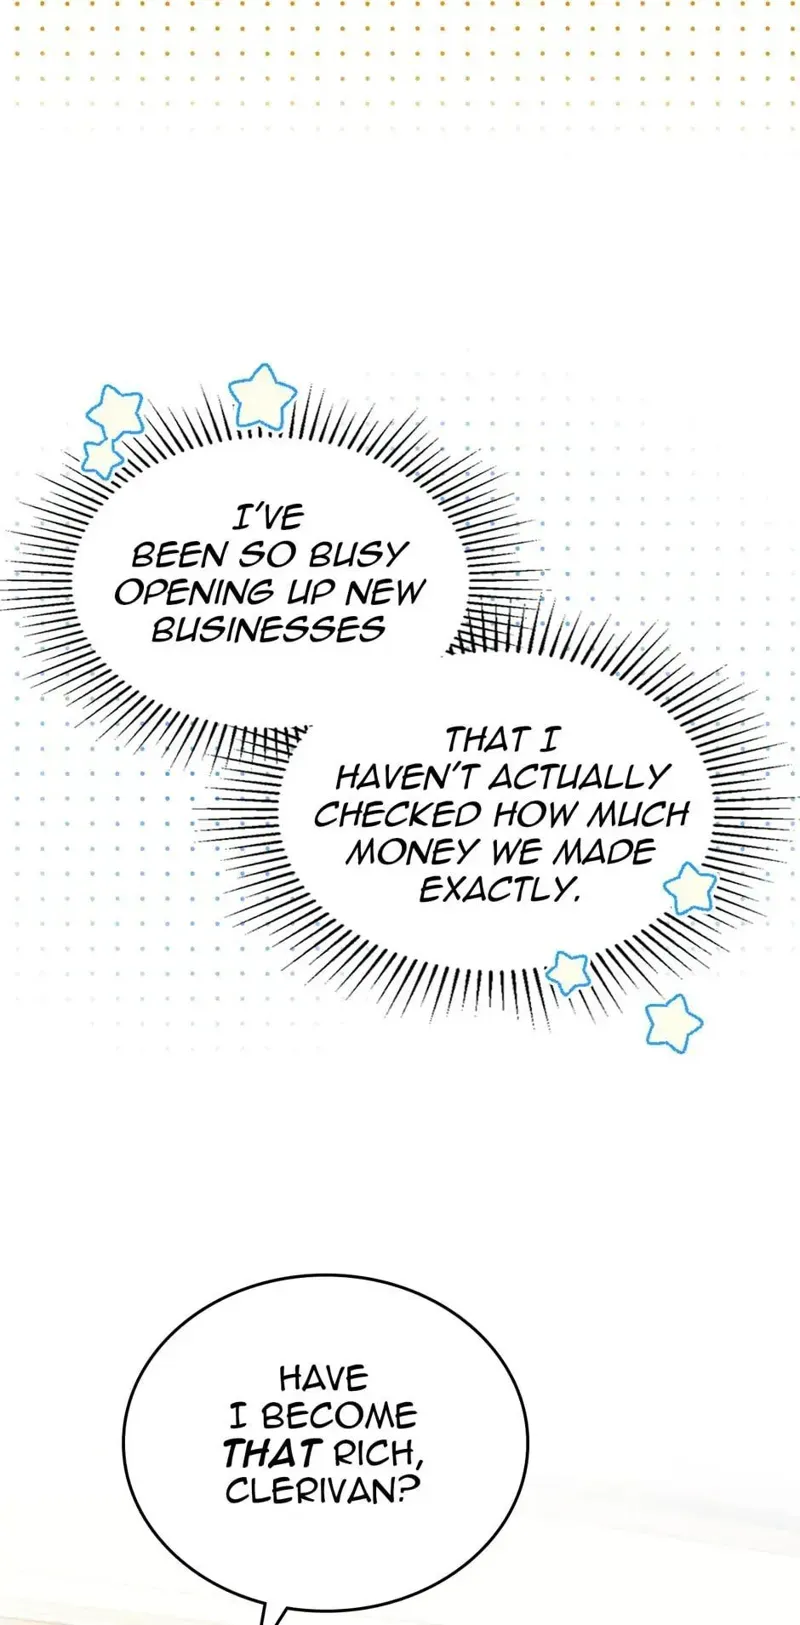 I'VE
BEEN SO BUSY
OPENING UP NEW
BUSINESSES
THAT I
HAVEN'T ACTUALLY
CHECKED HOW MUCH
MONEY WE MADE
EXACTLY.
HAVE
I BECOME
THAT RICH,
CLERIVAN?